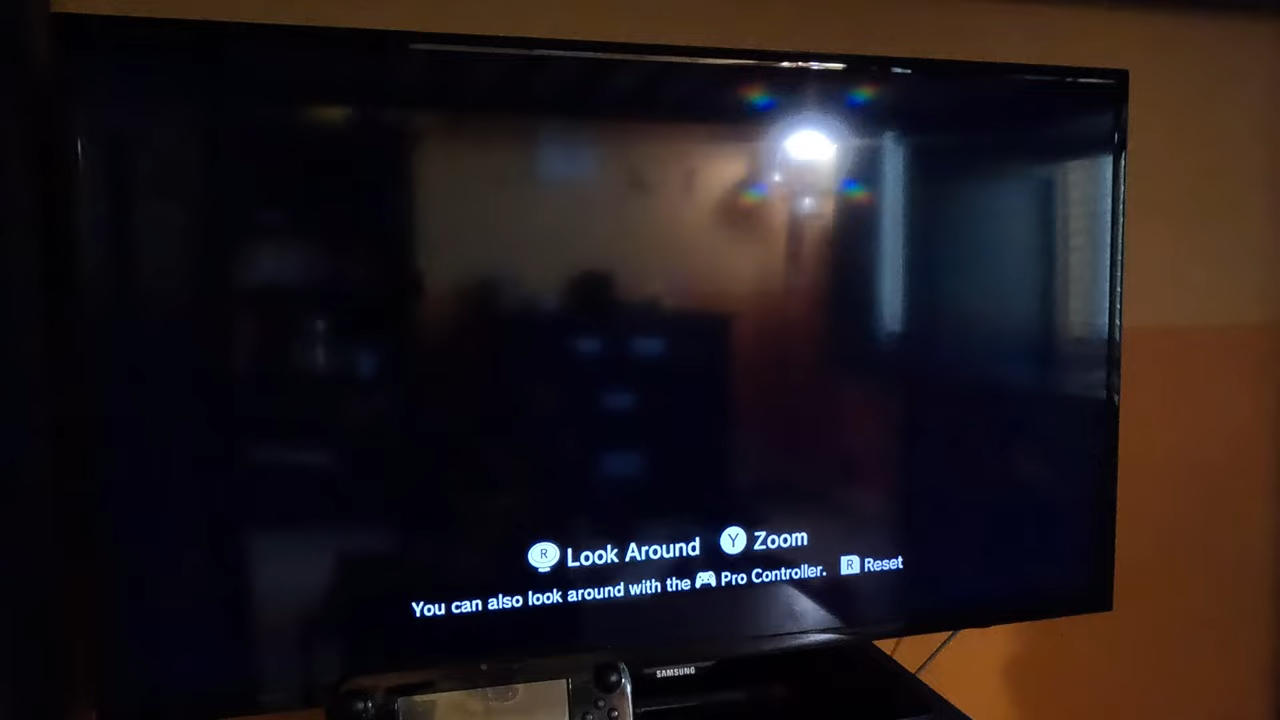 R Look Around Y Zoom
You can also look around with the Pro Controller. R Reset
SAMSUNG